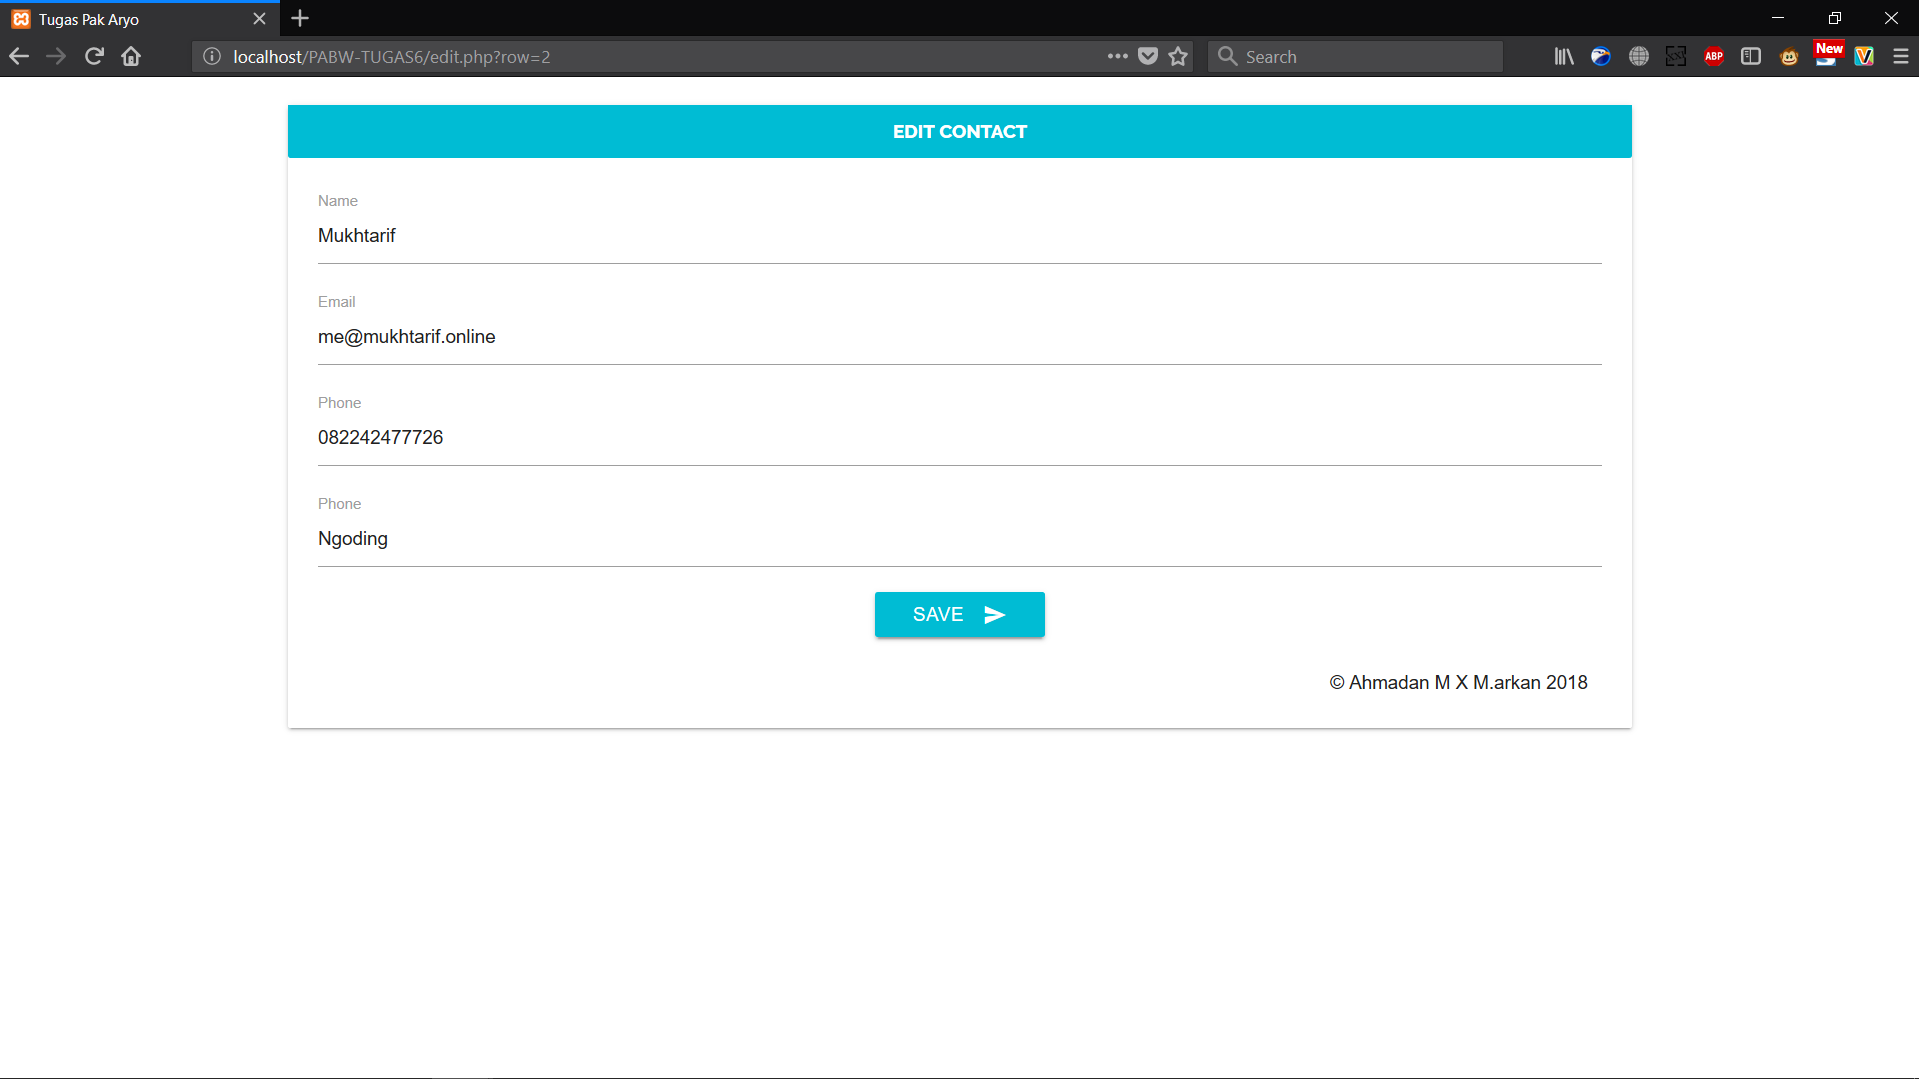 Tugas Pak Aryo
localhost/PABW-TUGAS6/edit.php?row=2
Search
ABP
New
EDIT CONTACT
Name
Mukhtarif
Email
me@mukhtarif.online
Phone
082242477726
Phone
Ngoding
SAVE
© Ahmadan M X M.arkan 2018